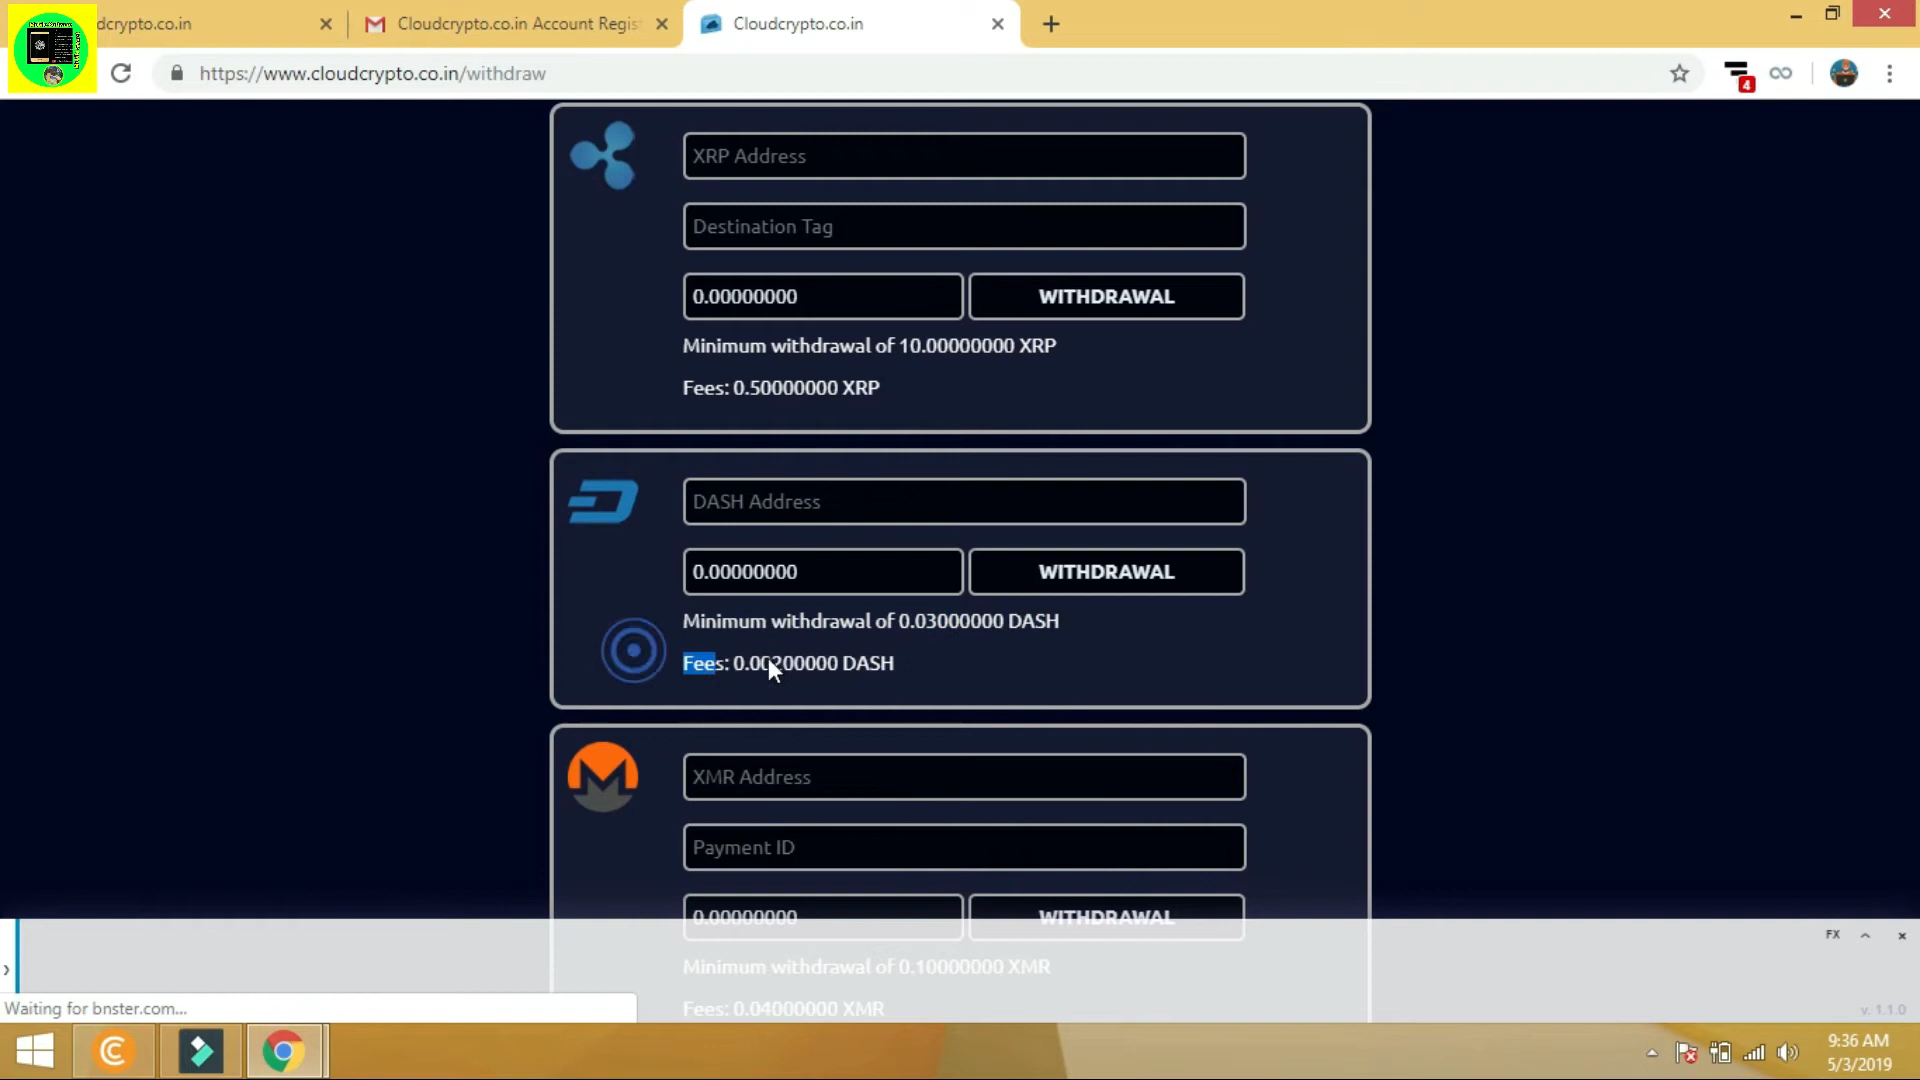 dcrypto.co.in
Cloudcrypto.co.in Account Regis
Cloudcrypto.co.in
https://www.cloudcrypto.co.in/withdraw
4
XRP Address
Destination Tag
0.00000000
WITHDRAWAL
Minimum withdrawal of 10.00000000 XRP
Fees: 0.50000000 XRP
DASH Address
0.00000000
WITHDRAWAL
Minimum withdrawal of 0.03000000 DASH
Fees: 0.00200000 DASH
XMR Address
Payment ID
0.00000000
WITHDRAWAL
FX
Minimum withdrawal of 0.10000000 XMR
Waiting for bnster.com...
Fees: 0.04000000 XMR
v. 1.1.0
9:36 AM
5/3/2019